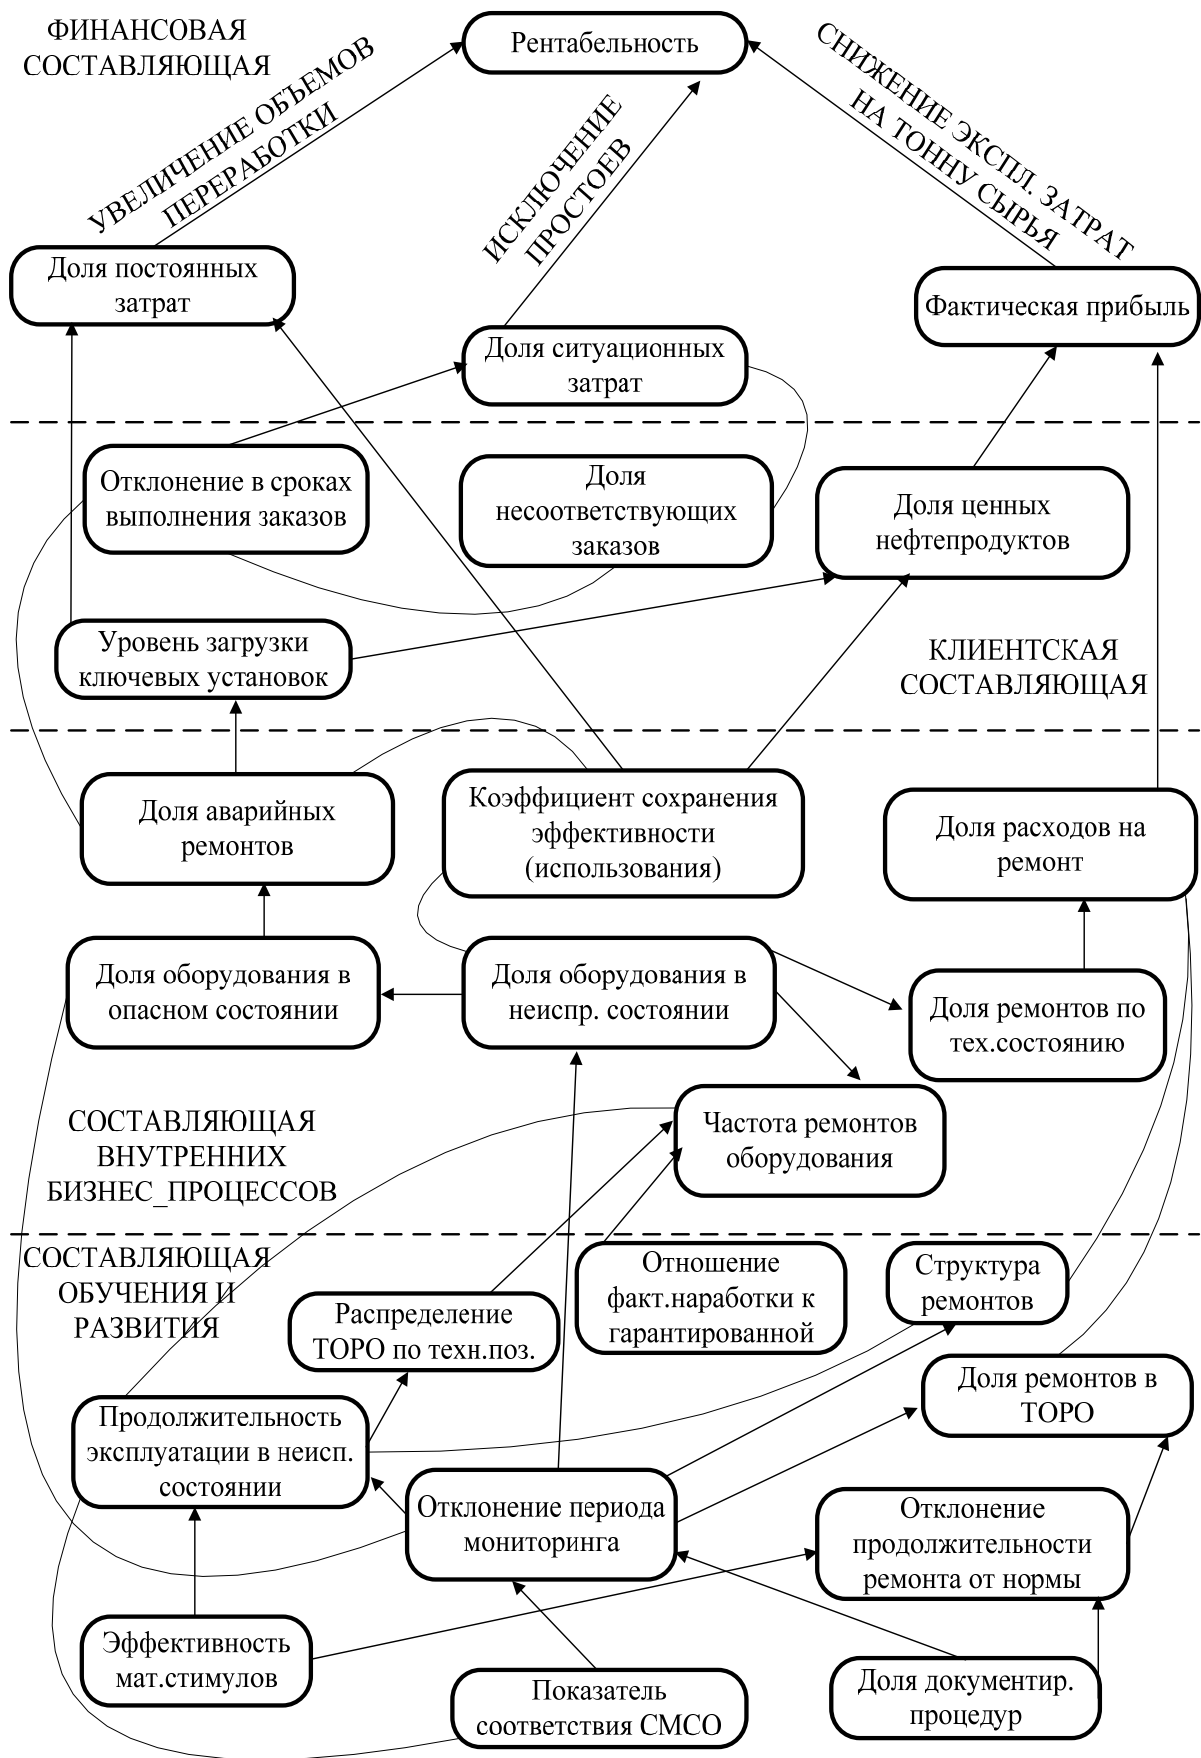 ФИНАНСОВАЯ
СОСТАВЛЯЮЩАЯ
Рентабельность
УВЕЛИЧЕНИЕ ОБЪЕМОВ
ПЕРЕРАБОТКИ
ИСКЛЮЧЕНИЕ
ПРОСТОЕВ
СНИЖЕНИЕ ЭКСПЛ. ЗАТРАТ
НА ТОННУ СЫРЬЯ
Доля постоянных
затрат
Доля ситуационных
затрат
Фактическая прибыль
Отклонение в сроках
выполнения заказов
Доля
несоответствующих
заказов
Доля ценных
нефтепродуктов
Уровень загрузки
ключевых установок
КЛИЕНТСКАЯ
СОСТАВЛЯЮЩАЯ
Доля аварийных
ремонтов
Коэффициент сохранения
эффективности
(использования)
Доля расходов на
ремонт
Доля оборудования в
опасном состоянии
Доля оборудования в
неиспр. состоянии
Доля ремонтов по
тех.состоянию
СОСТАВЛЯЮЩАЯ
ВНУТРЕННИХ
БИЗНЕС_ПРОЦЕССОВ
Частота ремонтов
оборудования
СОСТАВЛЯЮЩАЯ
ОБУЧЕНИЯ И
РАЗВИТИЯ
Распределение
ТОРО по техн.поз.
Отношение
факт.наработки к
гарантированной
Структура
ремонтов
Доля ремонтов в
ТОРО
Продолжительность
эксплуатации в неисп.
состоянии
Отклонение периода
мониторинга
Отклонение
продолжительности
ремонта от нормы
Эффективность
мат.стимулов
Показатель
соответствия СМСО
Доля документир.
процедур